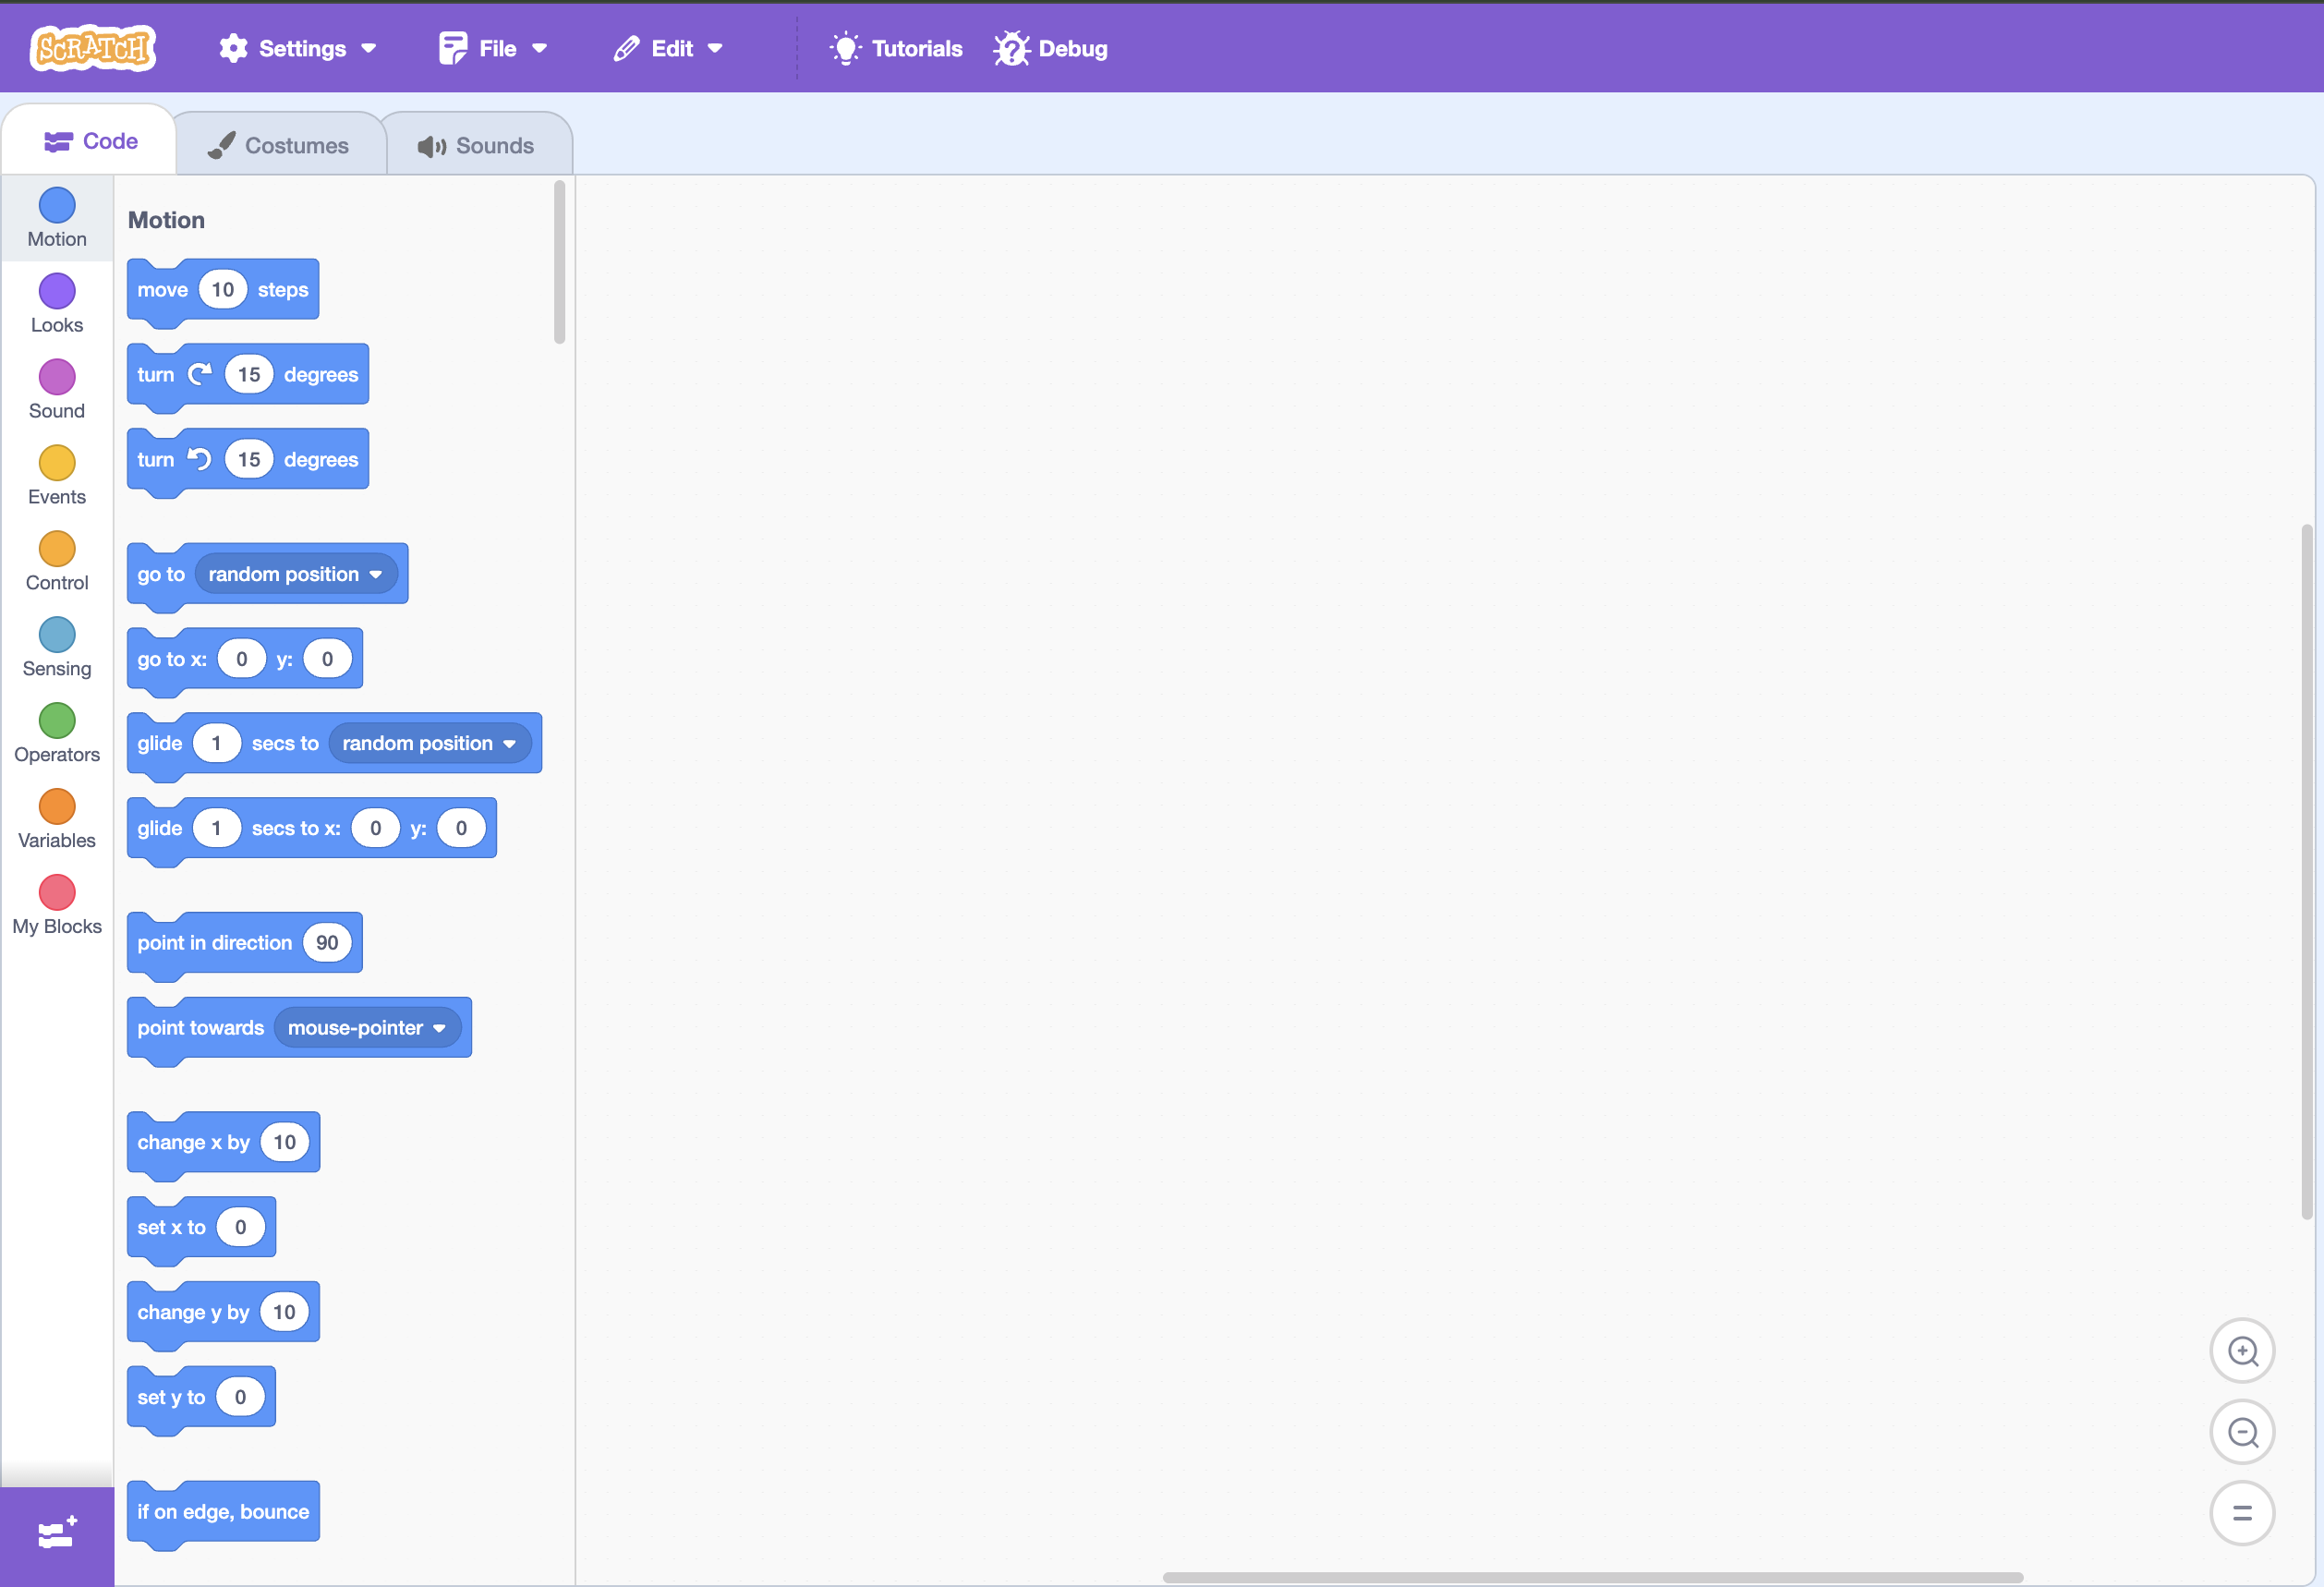 SCRATCH Settings File Edit Tutorials Debug
Code Costumes Sounds
Motion
Looks
Sound
Events
Control
Sensing
Operators
Variables
My Blocks
Motion
move 10 steps
turn 15 degrees
turn 15 degrees
go to random position
go to x: 0 y: 0
glide 1 secs to random position
glide 1 secs to x: 0 y: 0
point in direction 90
point towards mouse-pointer
change x by 10
set x to 0
change y by 10
set y to 0
if on edge, bounce